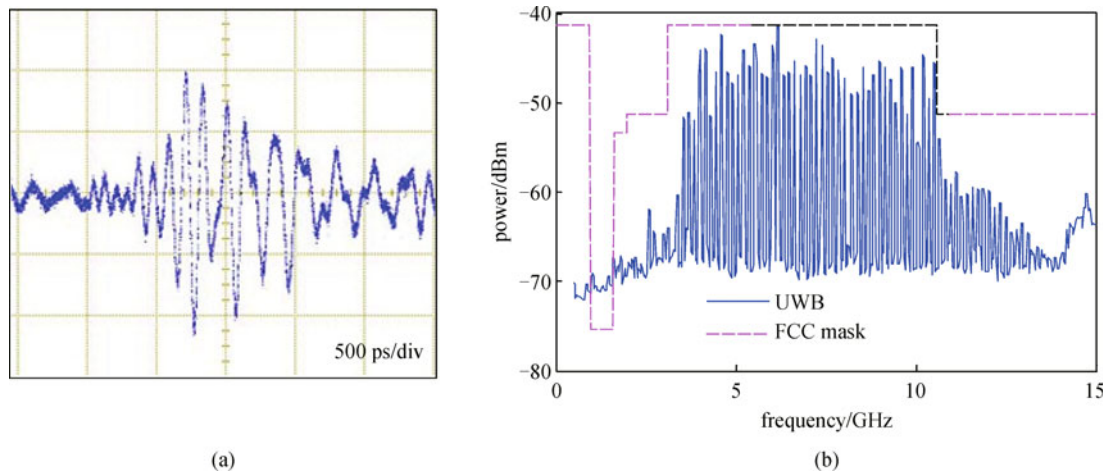 500 ps/div
(a)
power/dBm
−40
−50
−60
−70
−80
UWB
FCC mask
0
5
10
15
frequency/GHz
(b)